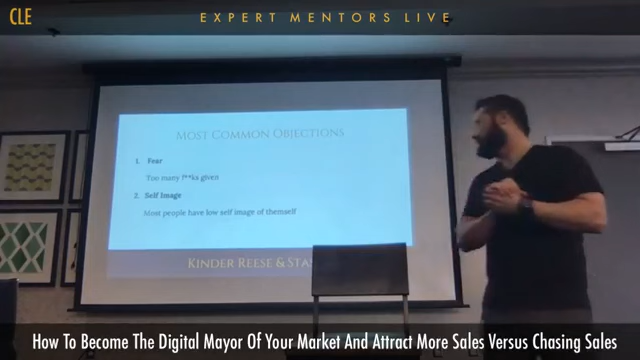 CLE
EXPERT MENTORS LIVE
MOST COMMON OBJECTIONS
1. Fear
Too many f**ks given
2. Self Image
Most people have low self image of themself
KINDER REESE &
How To Become The Digital Mayor Of Your Market And Attract More Sales Versus Chasing Sales